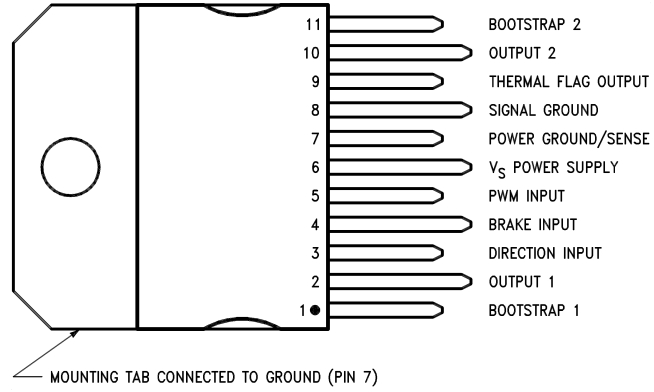 11 BOOTSTRAP 2
10 OUTPUT 2
9 THERMAL FLAG OUTPUT
8 SIGNAL GROUND
7 POWER GROUND/SENSE
6 VS POWER SUPPLY
5 PWM INPUT
4 BRAKE INPUT
3 DIRECTION INPUT
2 OUTPUT 1
1 BOOTSTRAP 1
MOUNTING TAB CONNECTED TO GROUND (PIN 7)